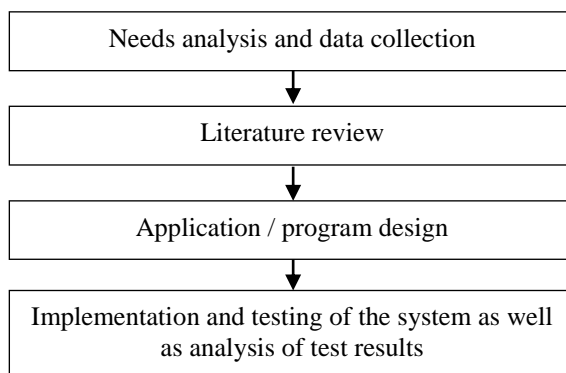 Needs analysis and data collection
Literature review
Application / program design
Implementation and testing of the system as well
as analysis of test results